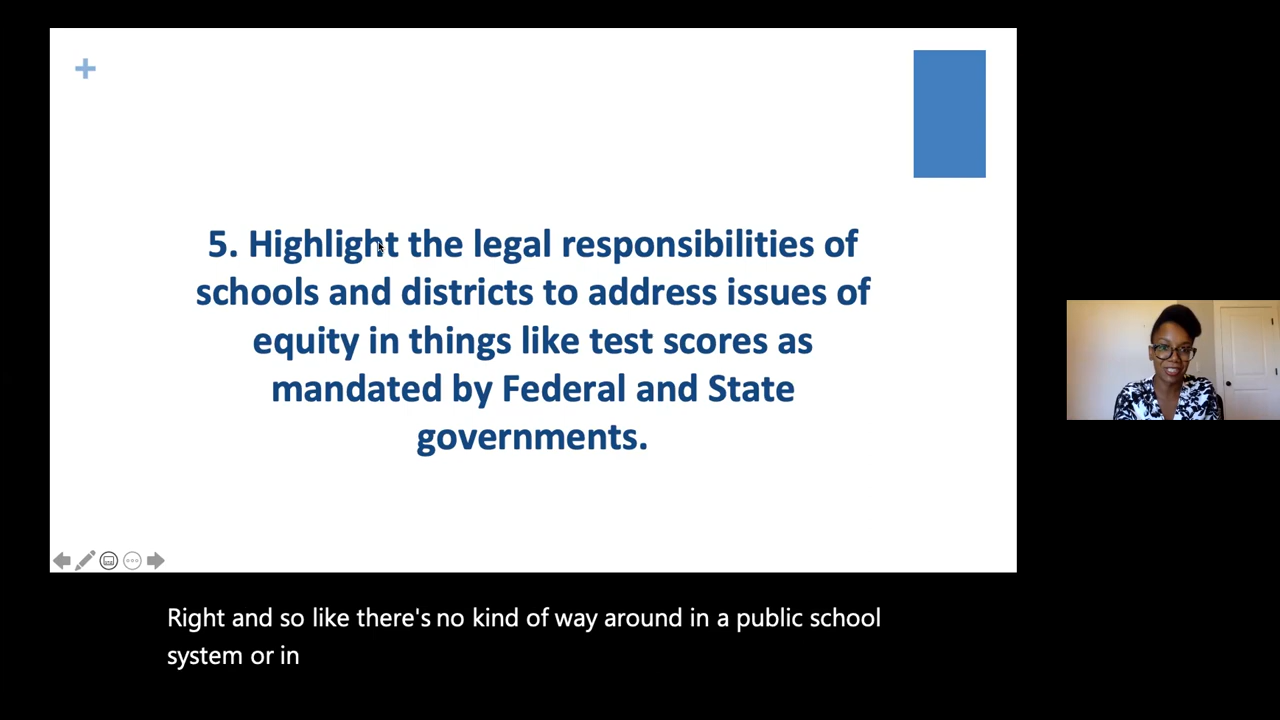 5. Highlight the legal responsibilities of
schools and districts to address issues of
equity in things like test scores as
mandated by Federal and State
governments.
Right and so like there's no kind of way around in a public school
system or in